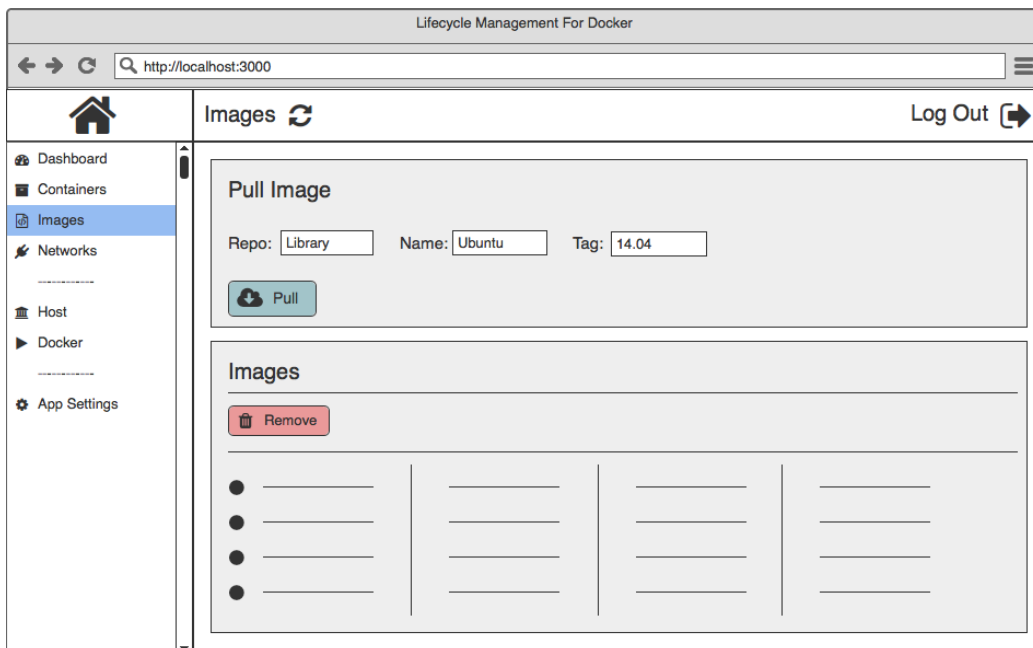 Lifecycle Management For Docker
http://localhost:3000
Images
Log Out
Dashboard
Containers
Images
Networks
------------
Host
Docker
------------
App Settings
Pull Image
Repo: Library Name: Ubuntu Tag: 14.04
Pull
Images
Remove